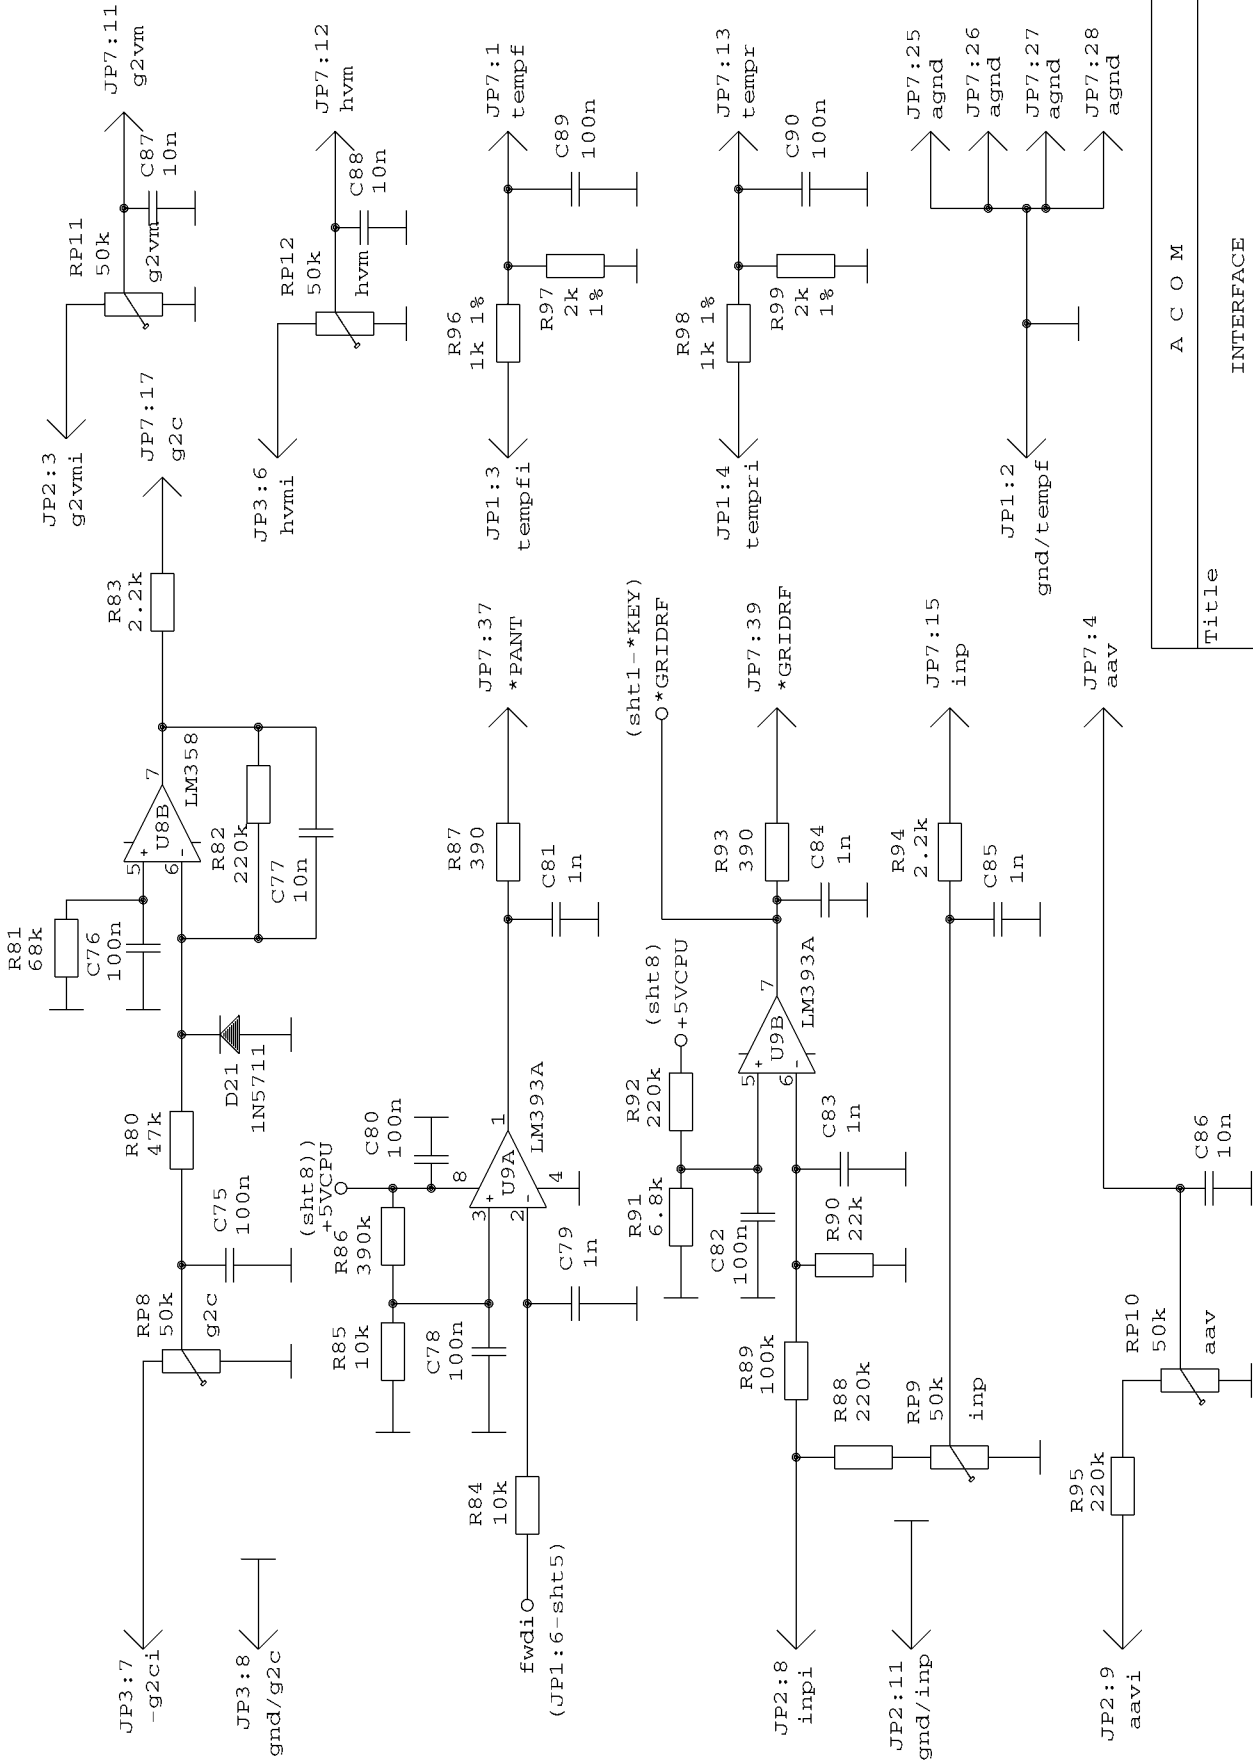 JP3:7
-g2ci
JP3:8
gnd/g2c
RP8
50k
g2c
C75
100n
R80
47k
D21
1N5711
R81
68k
C76
100n
5
+
6
-
U8B
7
LM358
R82
220k
C77
10n
R83
2.2k
JP7:17
g2c
JP2:3
g2vmi
RP11
50k
g2vm
C87
10n
JP7:11
g2vm
JP3:6
hvmi
RP12
50k
hvm
C88
10n
JP7:12
hvm
fwdi
(JP1:6-sht5)
R84
10k
R85
10k
C78
100n
R86
390k
(sht8))
+5VCPU
C80
100n
C79
1n
3
+
2
-
8
U9A
4
1
LM393A
R87
390
C81
1n
JP7:37
*PANT
JP1:3
tempfi
R96
1k 1%
R97
2k
1%
C89
100n
JP7:1
tempf
JP1:4
tempri
R98
1k 1%
R99
2k
1%
C90
100n
JP7:13
tempr
JP2:8
inpi
JP2:11
gnd/inp
R89
100k
R88
220k
RP9
50k
inp
R91
6.8k
C82
100n
R92
220k
(sht8)
+5VCPU
R90
22k
C83
1n
5
+
6
-
U9B
7
LM393A
R93
390
C84
1n
(sht1-*KEY)
*GRIDRF
JP7:39
*GRIDRF
R94
2.2k
C85
1n
JP7:15
inp
JP2:9
aavi
R95
220k
RP10
50k
aav
C86
10n
JP7:4
aav
JP1:2
gnd/tempf
JP7:25
agnd
JP7:26
agnd
JP7:27
agnd
JP7:28
agnd
A C O M
Title
INTERFACE